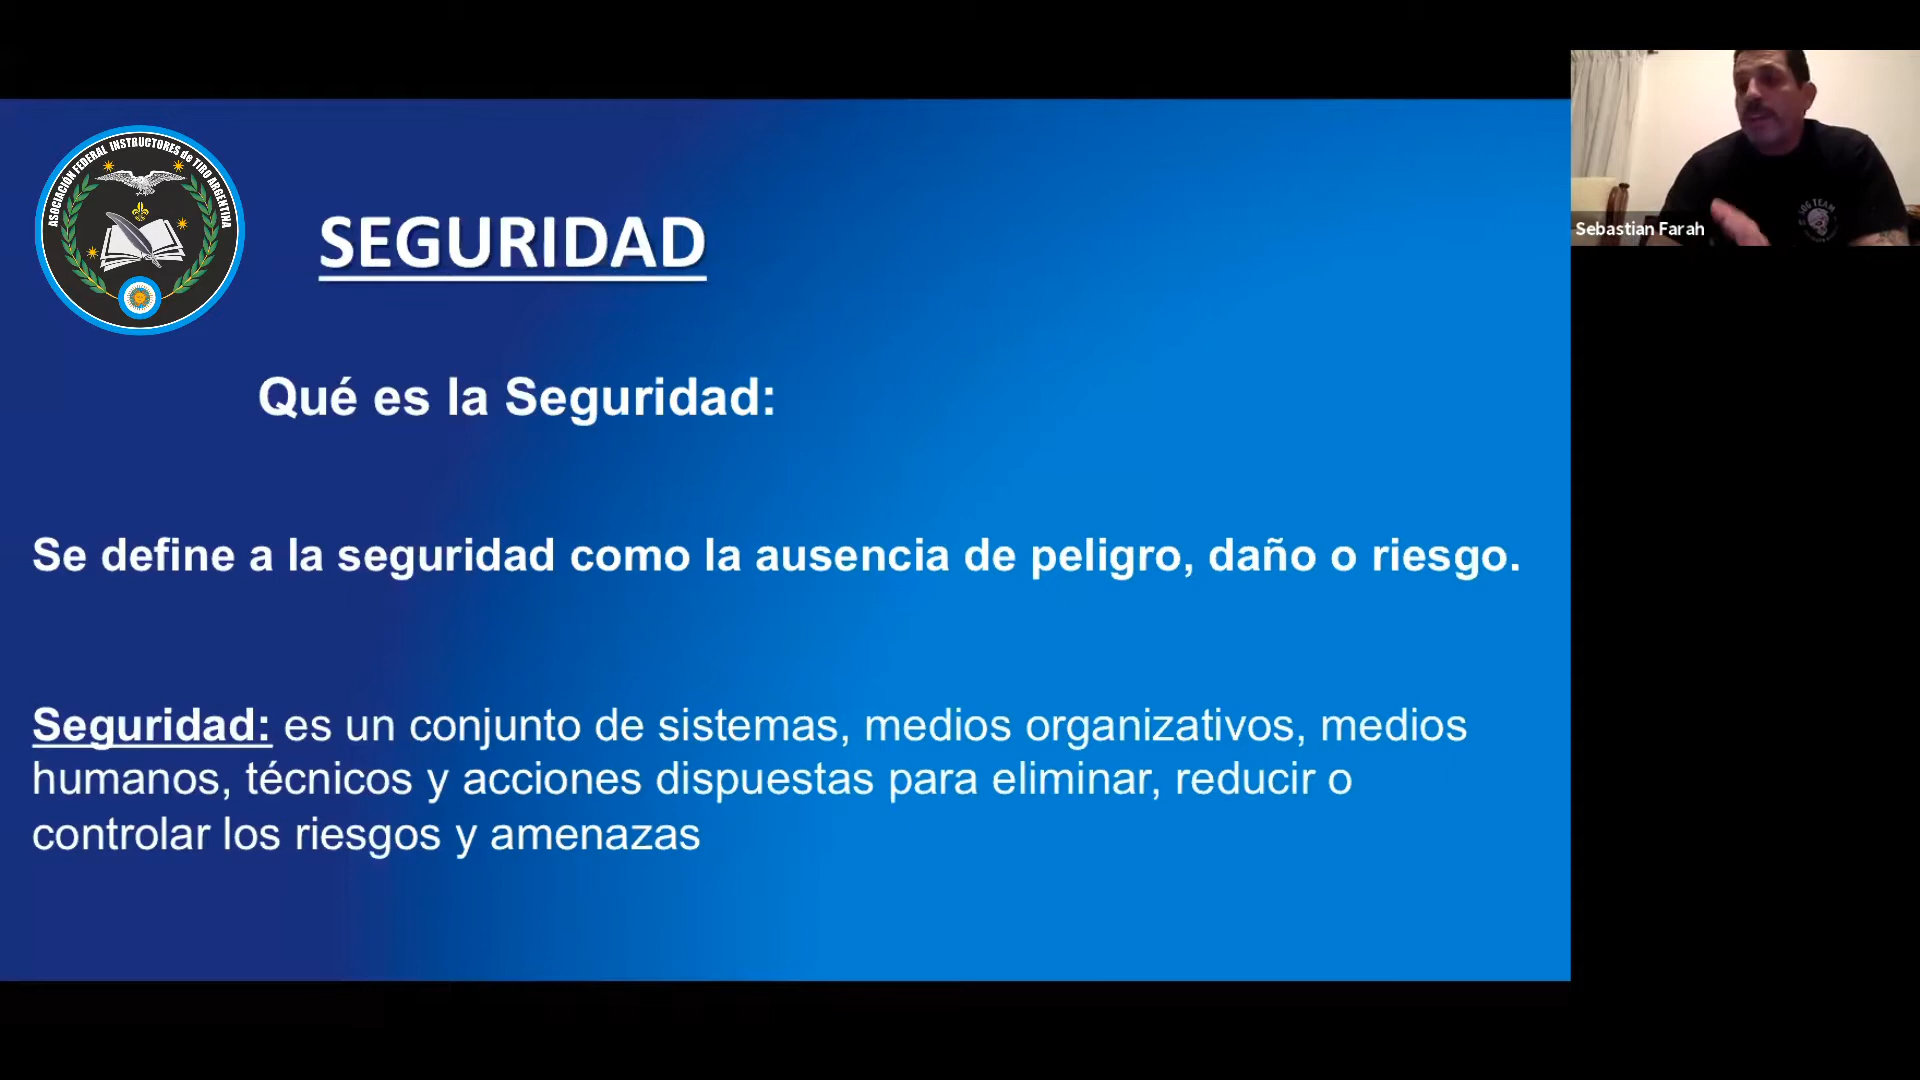 ASOCIACIÓN FEDERAL INSTRUCTORES de TIRO ARGENTINA
SEGURIDAD
Qué es la Seguridad:
Se define a la seguridad como la ausencia de peligro, daño o riesgo.
Seguridad: es un conjunto de sistemas, medios organizativos, medios
humanos, técnicos y acciones dispuestas para eliminar, reducir o
controlar los riesgos y amenazas
Sebastian Farah
TEAM